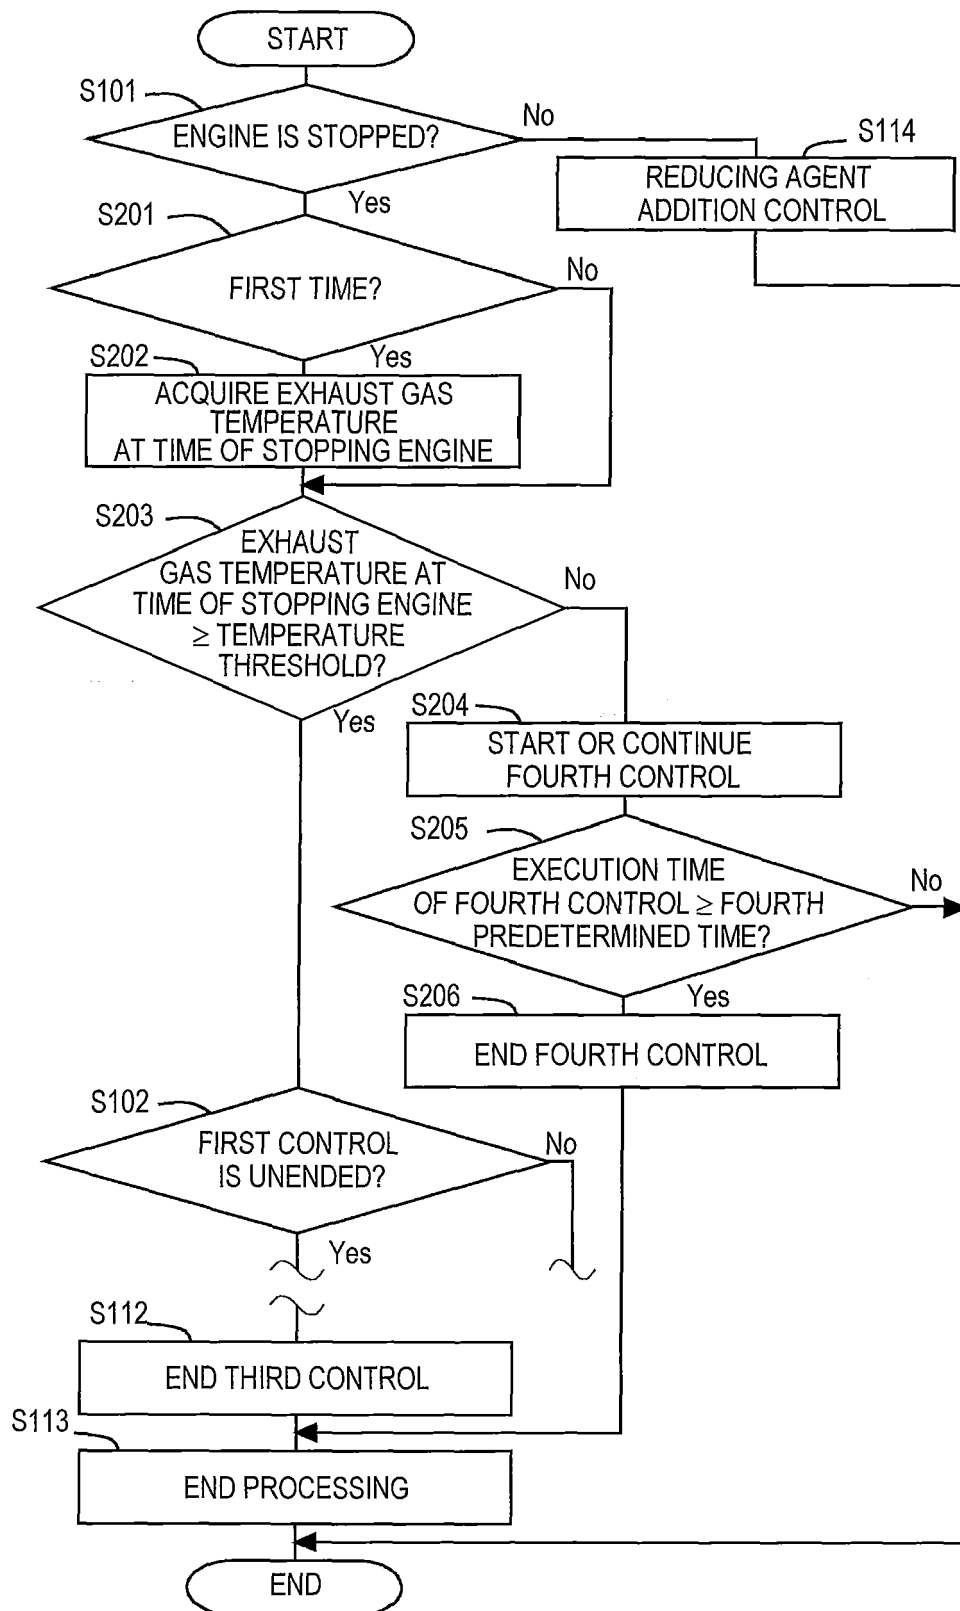 START
S101
ENGINE IS STOPPED?
No
S114
REDUCING AGENT
ADDITION CONTROL
Yes
S201
FIRST TIME?
No
Yes
S202
ACQUIRE EXHAUST GAS
TEMPERATURE
AT TIME OF STOPPING ENGINE
S203
EXHAUST
GAS TEMPERATURE AT
TIME OF STOPPING ENGINE
≥ TEMPERATURE
THRESHOLD?
No
Yes
S204
START OR CONTINUE
FOURTH CONTROL
S205
EXECUTION TIME
OF FOURTH CONTROL ≥ FOURTH
PREDETERMINED TIME?
No
Yes
S206
END FOURTH CONTROL
S102
FIRST CONTROL
IS UNENDED?
No
Yes
S112
END THIRD CONTROL
S113
END PROCESSING
END